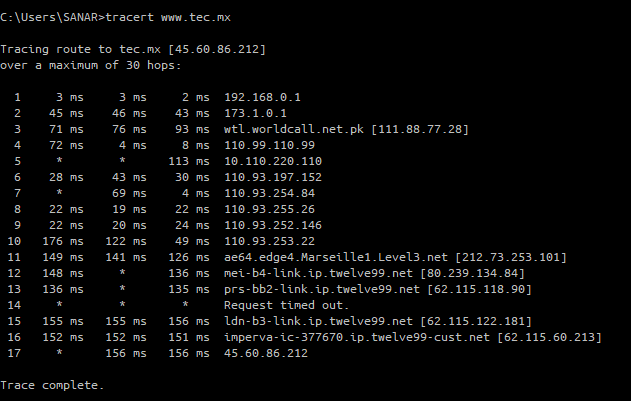 C:\Users\SANAR>tracert www.tec.mx
Tracing route to tec.mx [45.60.86.212]
over a maximum of 30 hops:
1 3 ms 3 ms 2 ms 192.168.0.1
2 45 ms 46 ms 43 ms 173.1.0.1
3 71 ms 76 ms 93 ms wtl.worldcall.net.pk [111.88.77.28]
4 72 ms 4 ms 8 ms 110.99.110.99
5 * * 113 ms 10.110.220.110
6 28 ms 43 ms 30 ms 110.93.197.152
7 * 69 ms 4 ms 110.93.254.84
8 22 ms 19 ms 22 ms 110.93.255.26
9 22 ms 20 ms 24 ms 110.93.252.146
10 176 ms 122 ms 49 ms 110.93.253.22
11 149 ms 141 ms 126 ms ae64.edge4.Marseille1.Level3.net [212.73.253.101]
12 148 ms * 136 ms mei-b4-link.ip.twelve99.net [80.239.134.84]
13 136 ms * 135 ms prs-bb2-link.ip.twelve99.net [62.115.118.90]
14 * * * Request timed out.
15 155 ms 155 ms 156 ms ldn-b3-link.ip.twelve99.net [62.115.122.181]
16 152 ms 152 ms 151 ms imperva-ic-377670.ip.twelve99-cust.net [62.115.60.213]
17 * 156 ms 156 ms 45.60.86.212
Trace complete.